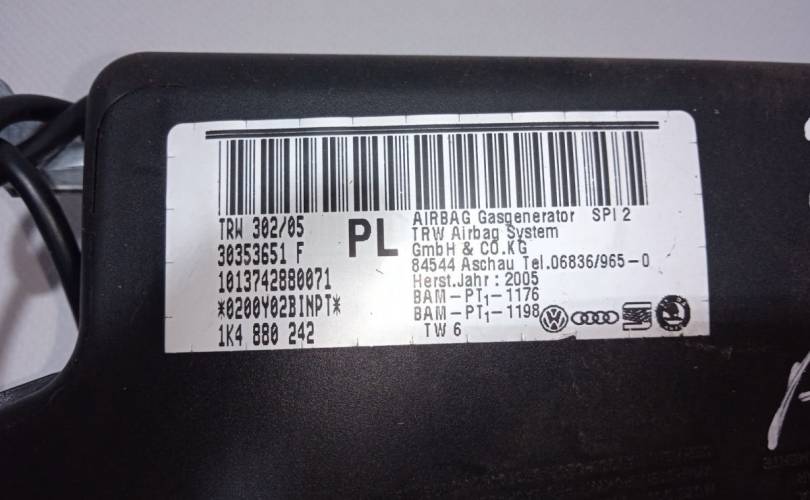 TRW 302/05
30353651 F
1013742880071
*0200Y02BINPT*
1K4 880 242
PL
AIRBAG Gasgenerator SPI 2
TRW Airbag System
GmbH & CO.KG
84544 Aschau Tel.06836/965-0
Herst.Jahr : 2005
BAM-PT1-1176
BAM-PT1-1198
TW 6